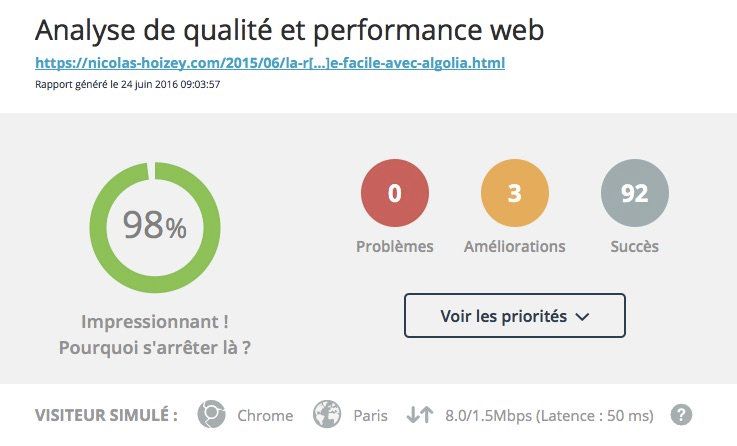 Analyse de qualité et performance web
https://nicolas-hoizey.com/2015/06/la-r[...]e-facile-avec-algolia.html
Rapport généré le 24 juin 2016 09:03:57
98%
Impressionnant !
Pourquoi s'arrêter là ?
0
3
92
Problèmes
Améliorations
Succès
Voir les priorités
VISITEUR SIMULÉ : Chrome Paris 8.0/1.5Mbps (Latence : 50 ms) ?